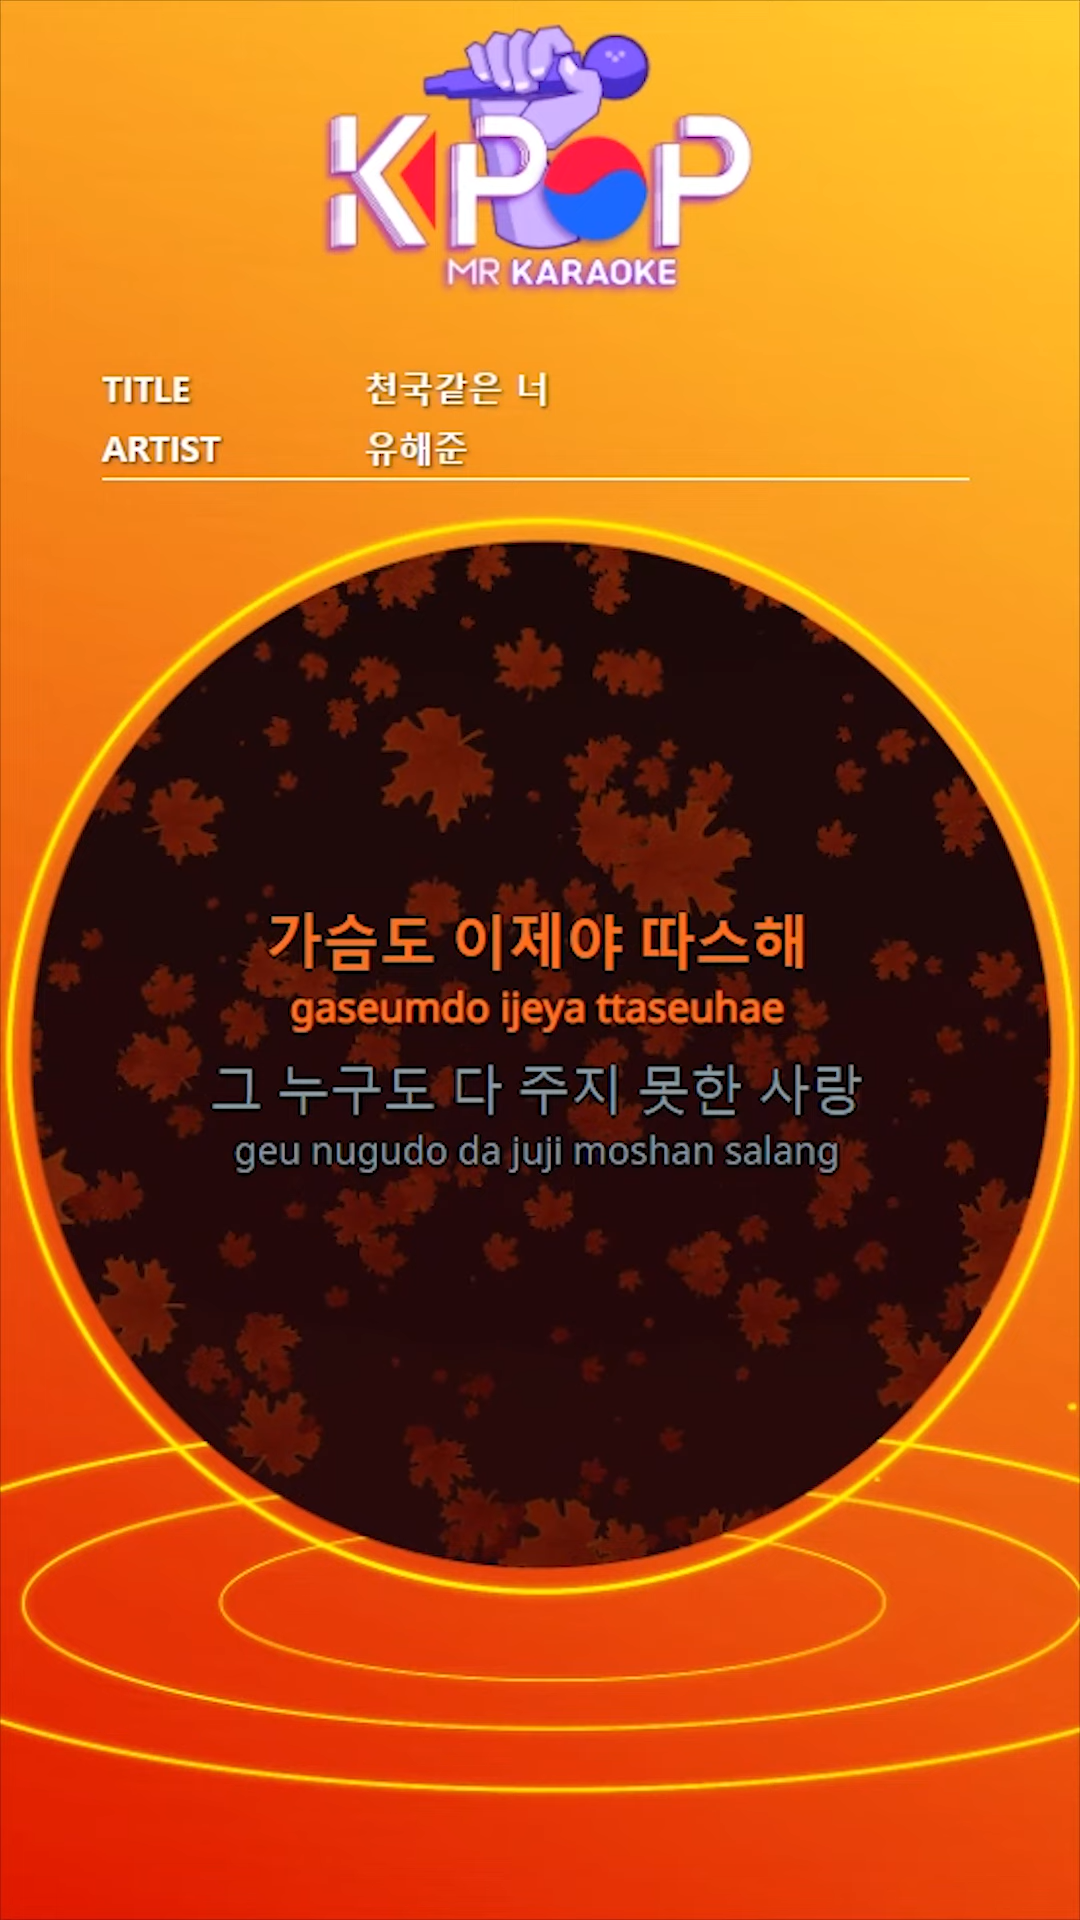 KPOP
MR KARAOKE
TITLE 천국같은 너
ARTIST 유해준
가슴도 이제야 따스해
gaseumdo ijeya ttaseuhae
그 누구도 다 주지 못한 사랑
geu nugudo da juji moshan salang